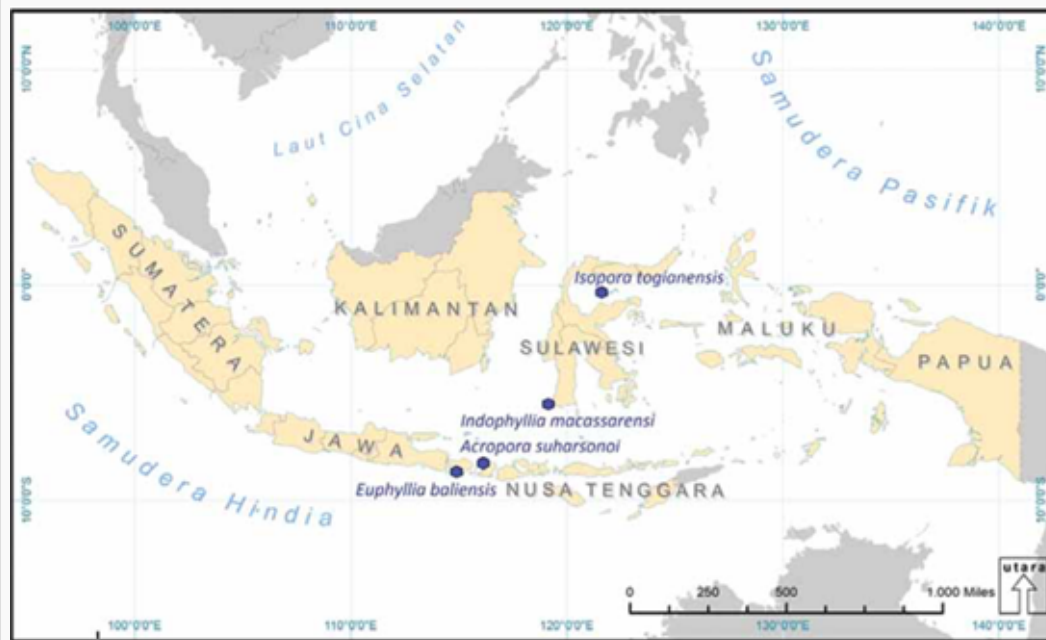 100°0'0"E 110°0'0"E 120°0'0"E 130°0'0"E 140°0'0"E
10°0'0"N 10°0'0"N
Laut Cina Selatan
Samudera Pasifik
SUMATERA
Isopora togianensis
0°0'0" 0°0'0"
KALIMANTAN
MALUKU
SULAWESI
PAPUA
Indophyllia macassarensi
Acropora suharsonoi
JAWA
Euphyllia baliensis
NUSA TENGGARA
10°0'0"S 10°0'0"S
Samudera Hindia
utara
0 250 500 1.000 Miles
100°0'0"E 110°0'0"E 120°0'0"E 130°0'0"E 140°0'0"E